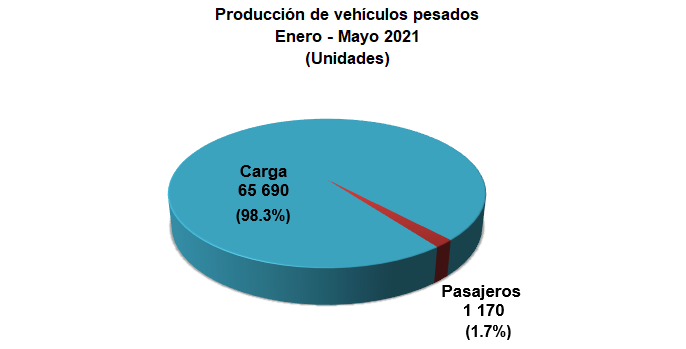 Producción de vehículos pesados
Enero - Mayo 2021
(Unidades)
Carga
65 690
(98.3%)
Pasajeros
1 170
(1.7%)